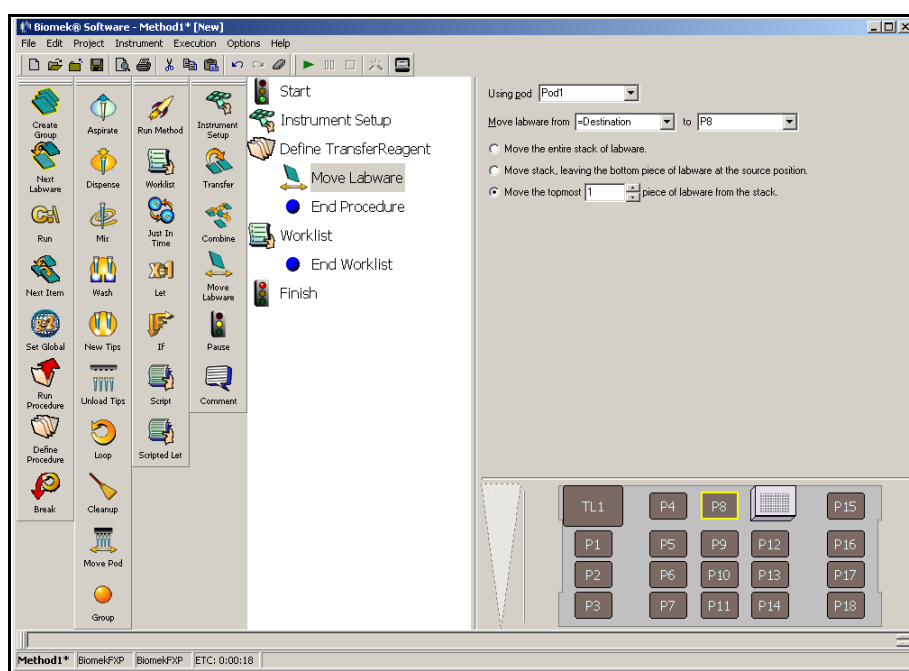 Biomek® Software - Method1* [New]
File Edit Project Instrument Execution Options Help
Create Group
Next Labware
Run
Next Item
Set Global
Run Procedure
Define Procedure
Break
Aspirate
Dispense
Mix
Wash
New Tips
Unload Tips
Loop
Cleanup
Move Pod
Group
Run Method
Worklist
Just In Time
Let
If
Script
Scripted Let
Instrument Setup
Transfer
Combine
Move Labware
Pause
Comment
Start
Instrument Setup
Define TransferReagent
Move Labware
End Procedure
Worklist
End Worklist
Finish
Using pod Pod1
Move labware from =Destination to P8
Move the entire stack of labware.
Move stack, leaving the bottom piece of labware at the source position.
Move the topmost 1 piece of labware from the stack.
TL1 P4 P8 P15
P1 P5 P9 P12 P16
P2 P6 P10 P13 P17
P3 P7 P11 P14 P18
Method1* BiomekFXP BiomekFXP ETC: 0:00:18